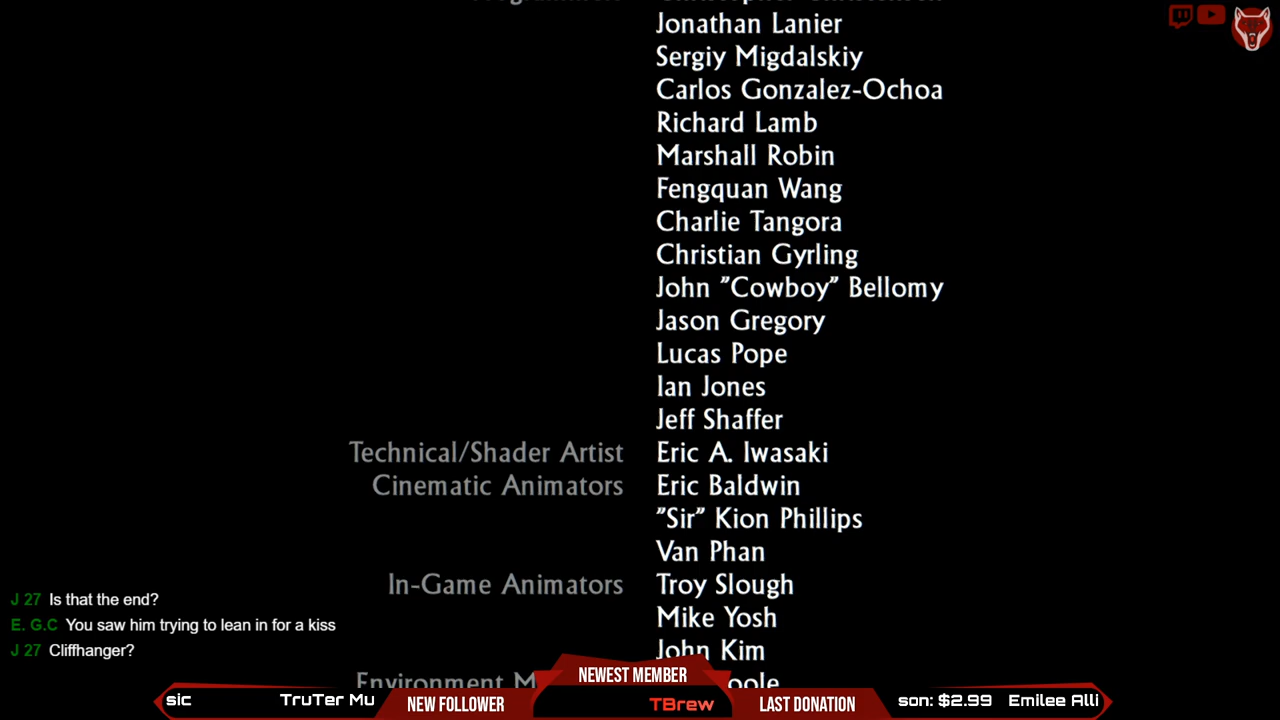 Jonathan Lanier
Sergiy Migdalskiy
Carlos Gonzalez-Ochoa
Richard Lamb
Marshall Robin
Fengquan Wang
Charlie Tangora
Christian Gyrling
John "Cowboy" Bellomy
Jason Gregory
Lucas Pope
Ian Jones
Jeff Shaffer
Technical/Shader Artist Eric A. Iwasaki
Cinematic Animators Eric Baldwin
"Sir" Kion Phillips
Van Phan
In-Game Animators Troy Slough
Mike Yosh
John Kim
Environment
J 27 Is that the end?
E. G.C You saw him trying to lean in for a kiss
J 27 Cliffhanger?
NEWEST MEMBER
sic TruTer Mu NEW FOLLOWER TBrew LAST DONATION son: $2.99 Emilee Alli